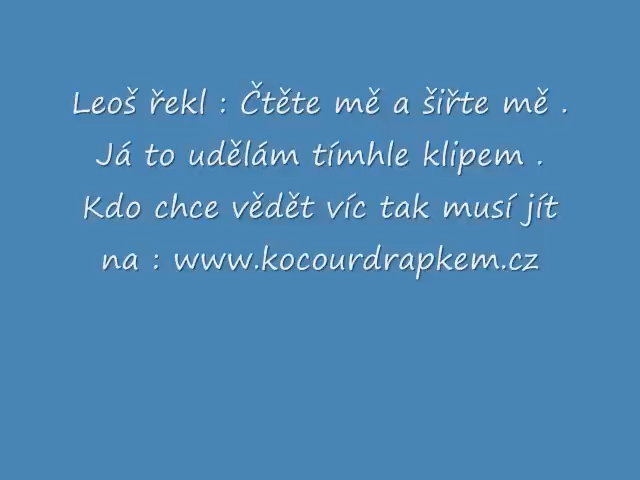 Leoš řekl : Čtěte mě a šiřte mě .
Já to udělám tímhle klipem .
Kdo chce vědět víc tak musí jít
na : www.kocourdrapkem.cz